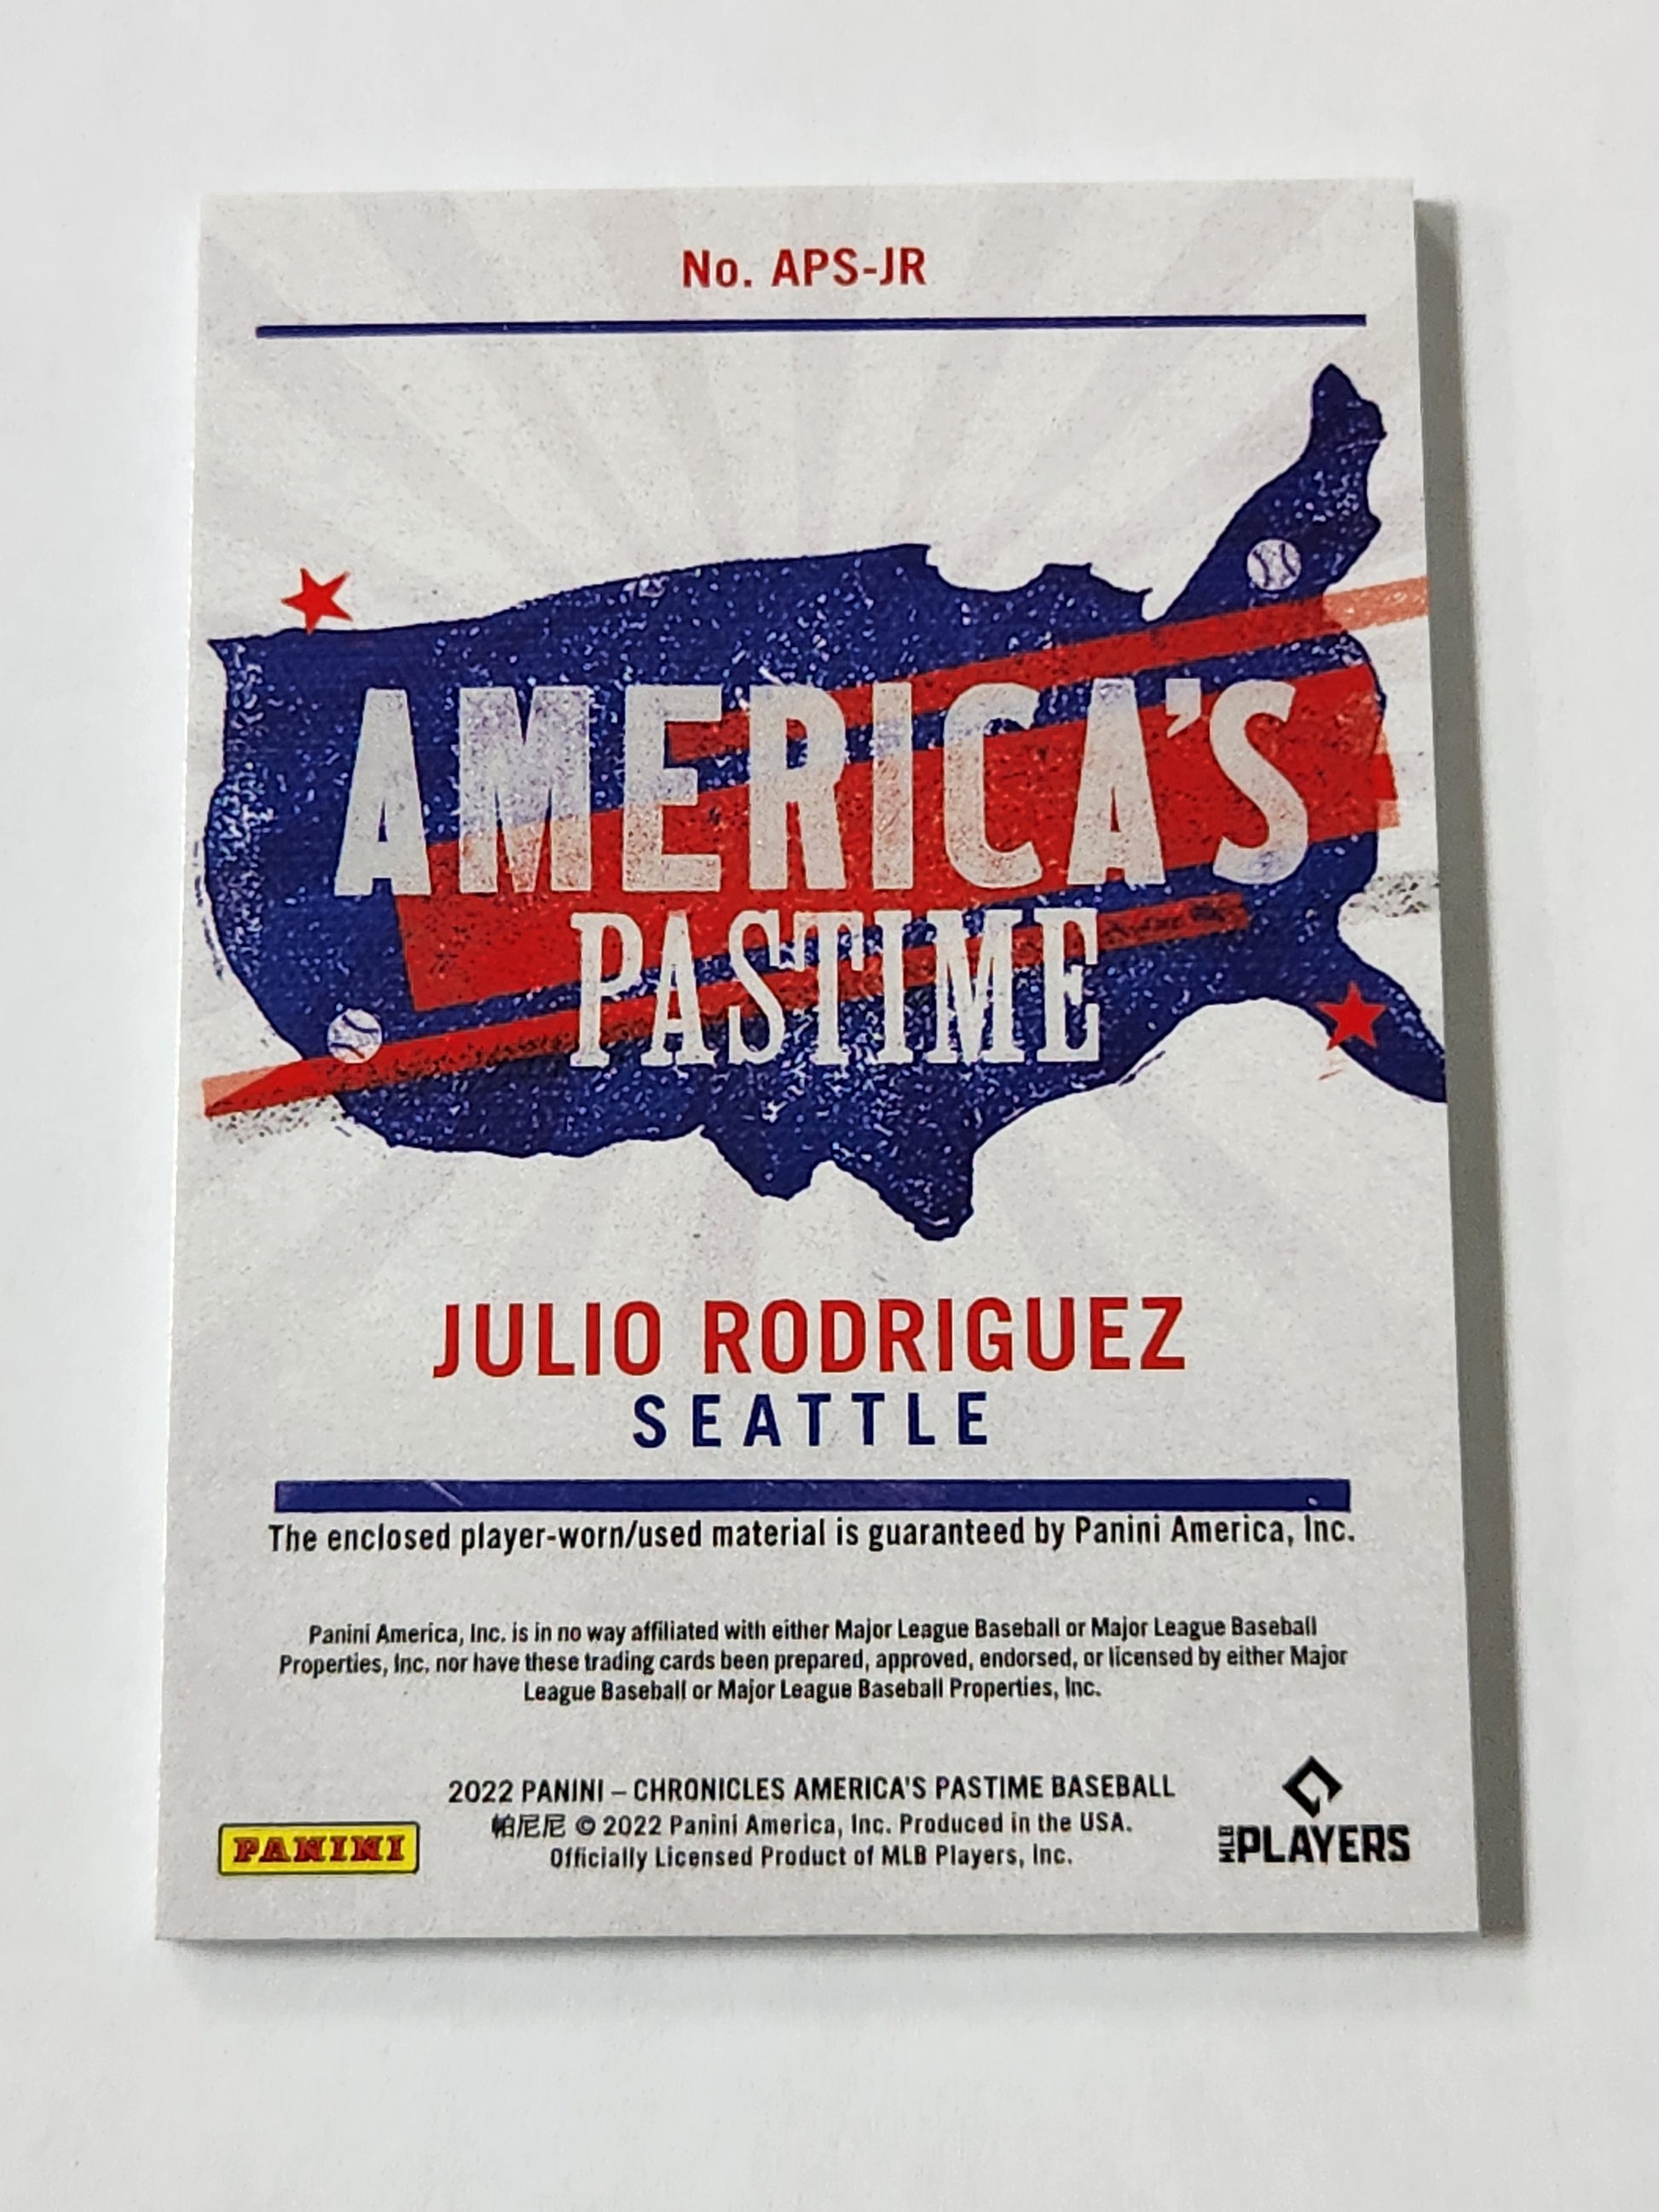 No. APS-JR
AMERICA'S
PASTIME
JULIO RODRIGUEZ
SEATTLE
The enclosed player-worn/used material is guaranteed by Panini America, Inc.
Panini America, Inc. is in no way affiliated with either Major League Baseball or Major League Baseball
Properties, Inc. nor have these trading cards been prepared, approved, endorsed, or licensed by either Major
League Baseball or Major League Baseball Properties, Inc.
2022 PANINI – CHRONICLES AMERICA'S PASTIME BASEBALL
帕尼尼 © 2022 Panini America, Inc. Produced in the USA.
Officially Licensed Product of MLB Players, Inc.
PANINI
MLB PLAYERS